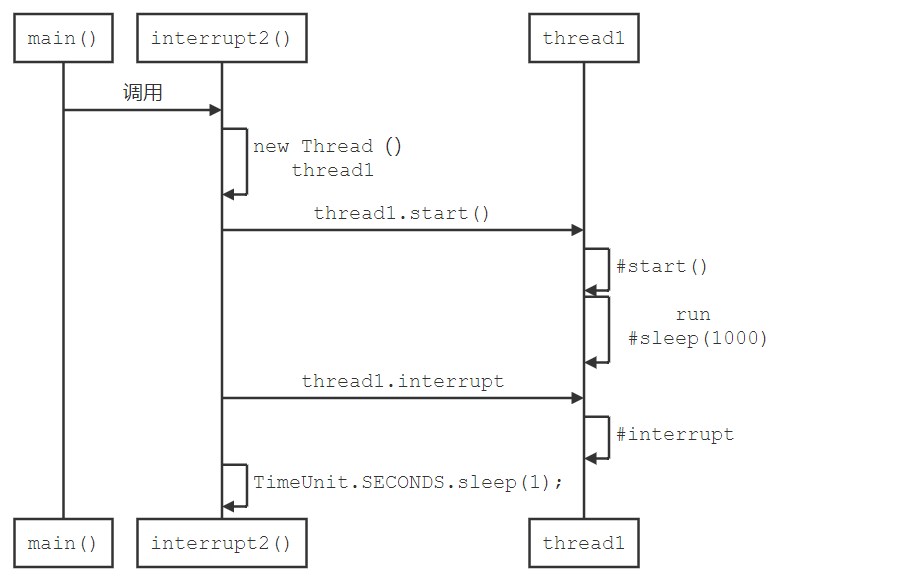 main()
interrupt2()
thread1
调用
new Thread ()
thread1
thread1.start()
#start()
run
#sleep(1000)
thread1.interrupt
#interrupt
TimeUnit.SECONDS.sleep(1);
main()
interrupt2()
thread1